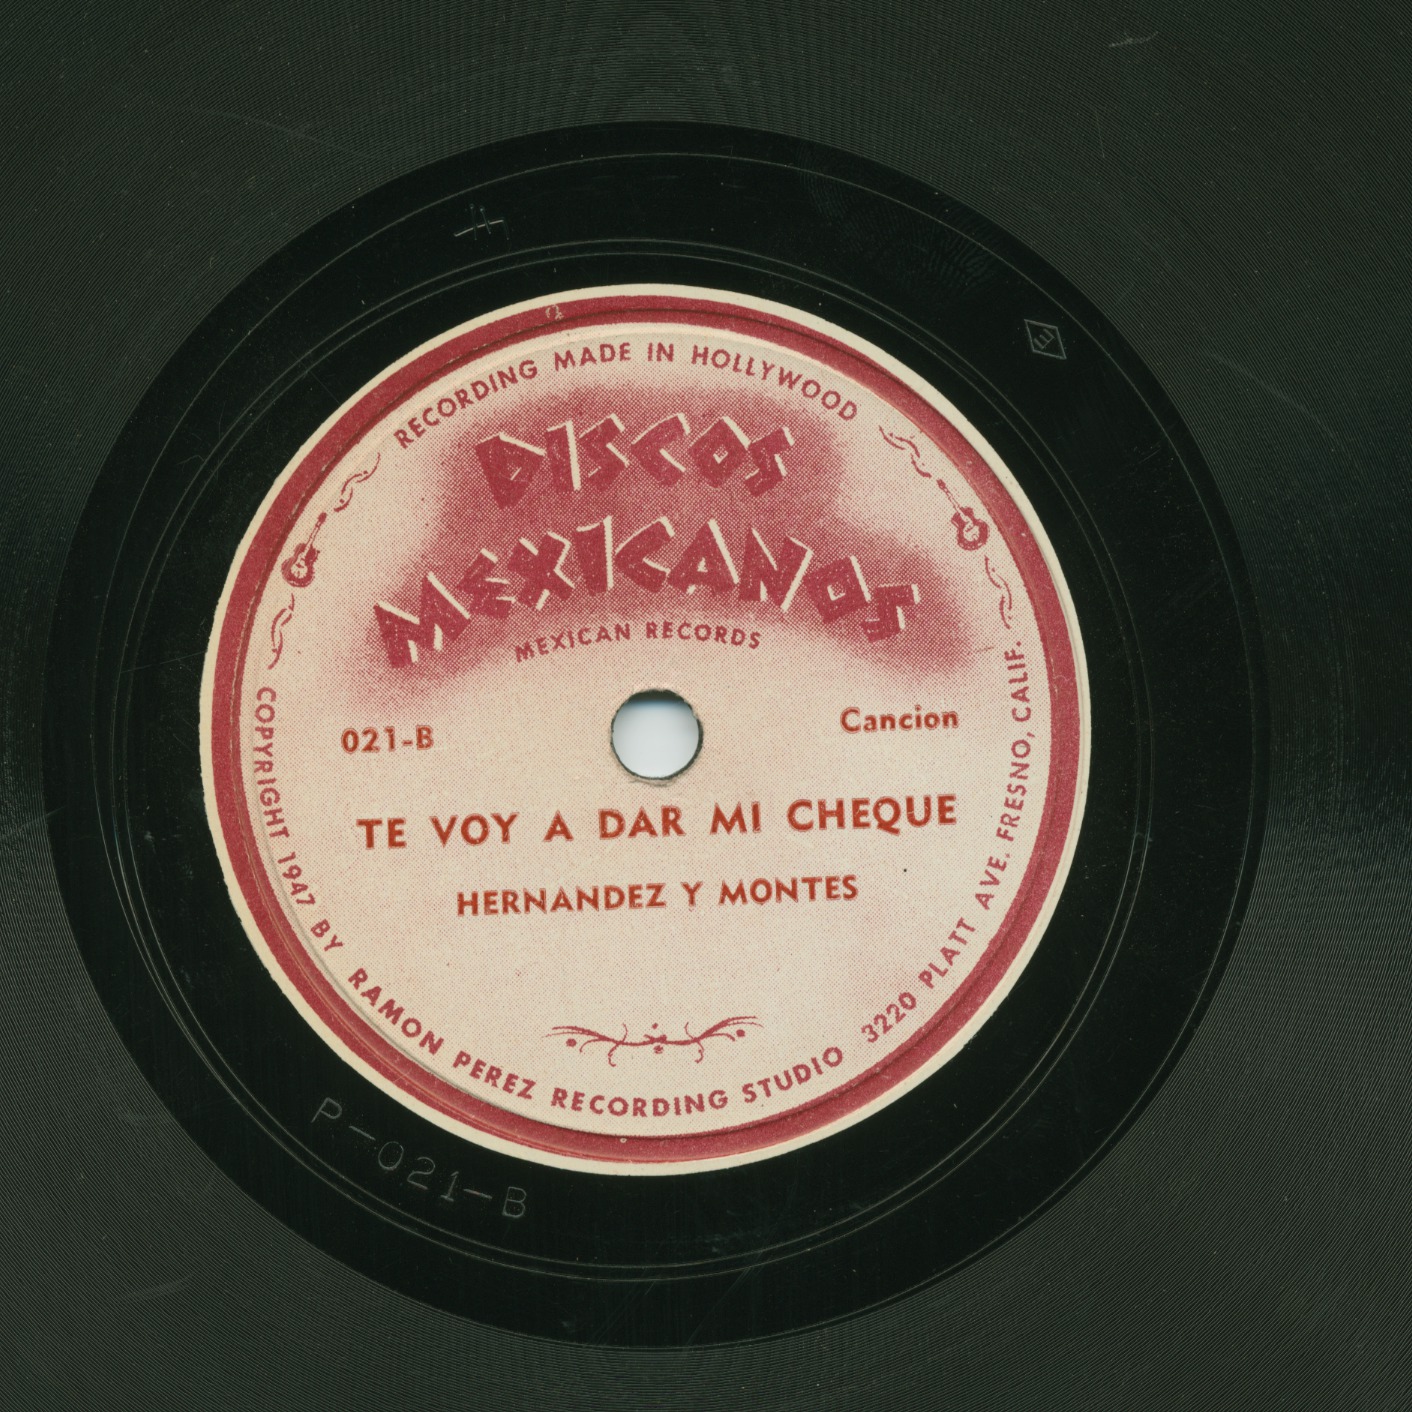 RECORDING MADE IN HOLLYWOOD
DISCOS
MEXICANOS
MEXICAN RECORDS
021-B
Cancion
TE VOY A DAR MI CHEQUE
HERNANDEZ Y MONTES
COPYRIGHT 1947 BY RAMON PEREZ RECORDING STUDIO 3220 PLATT AVE. FRESNO, CALIF.
P-021-B